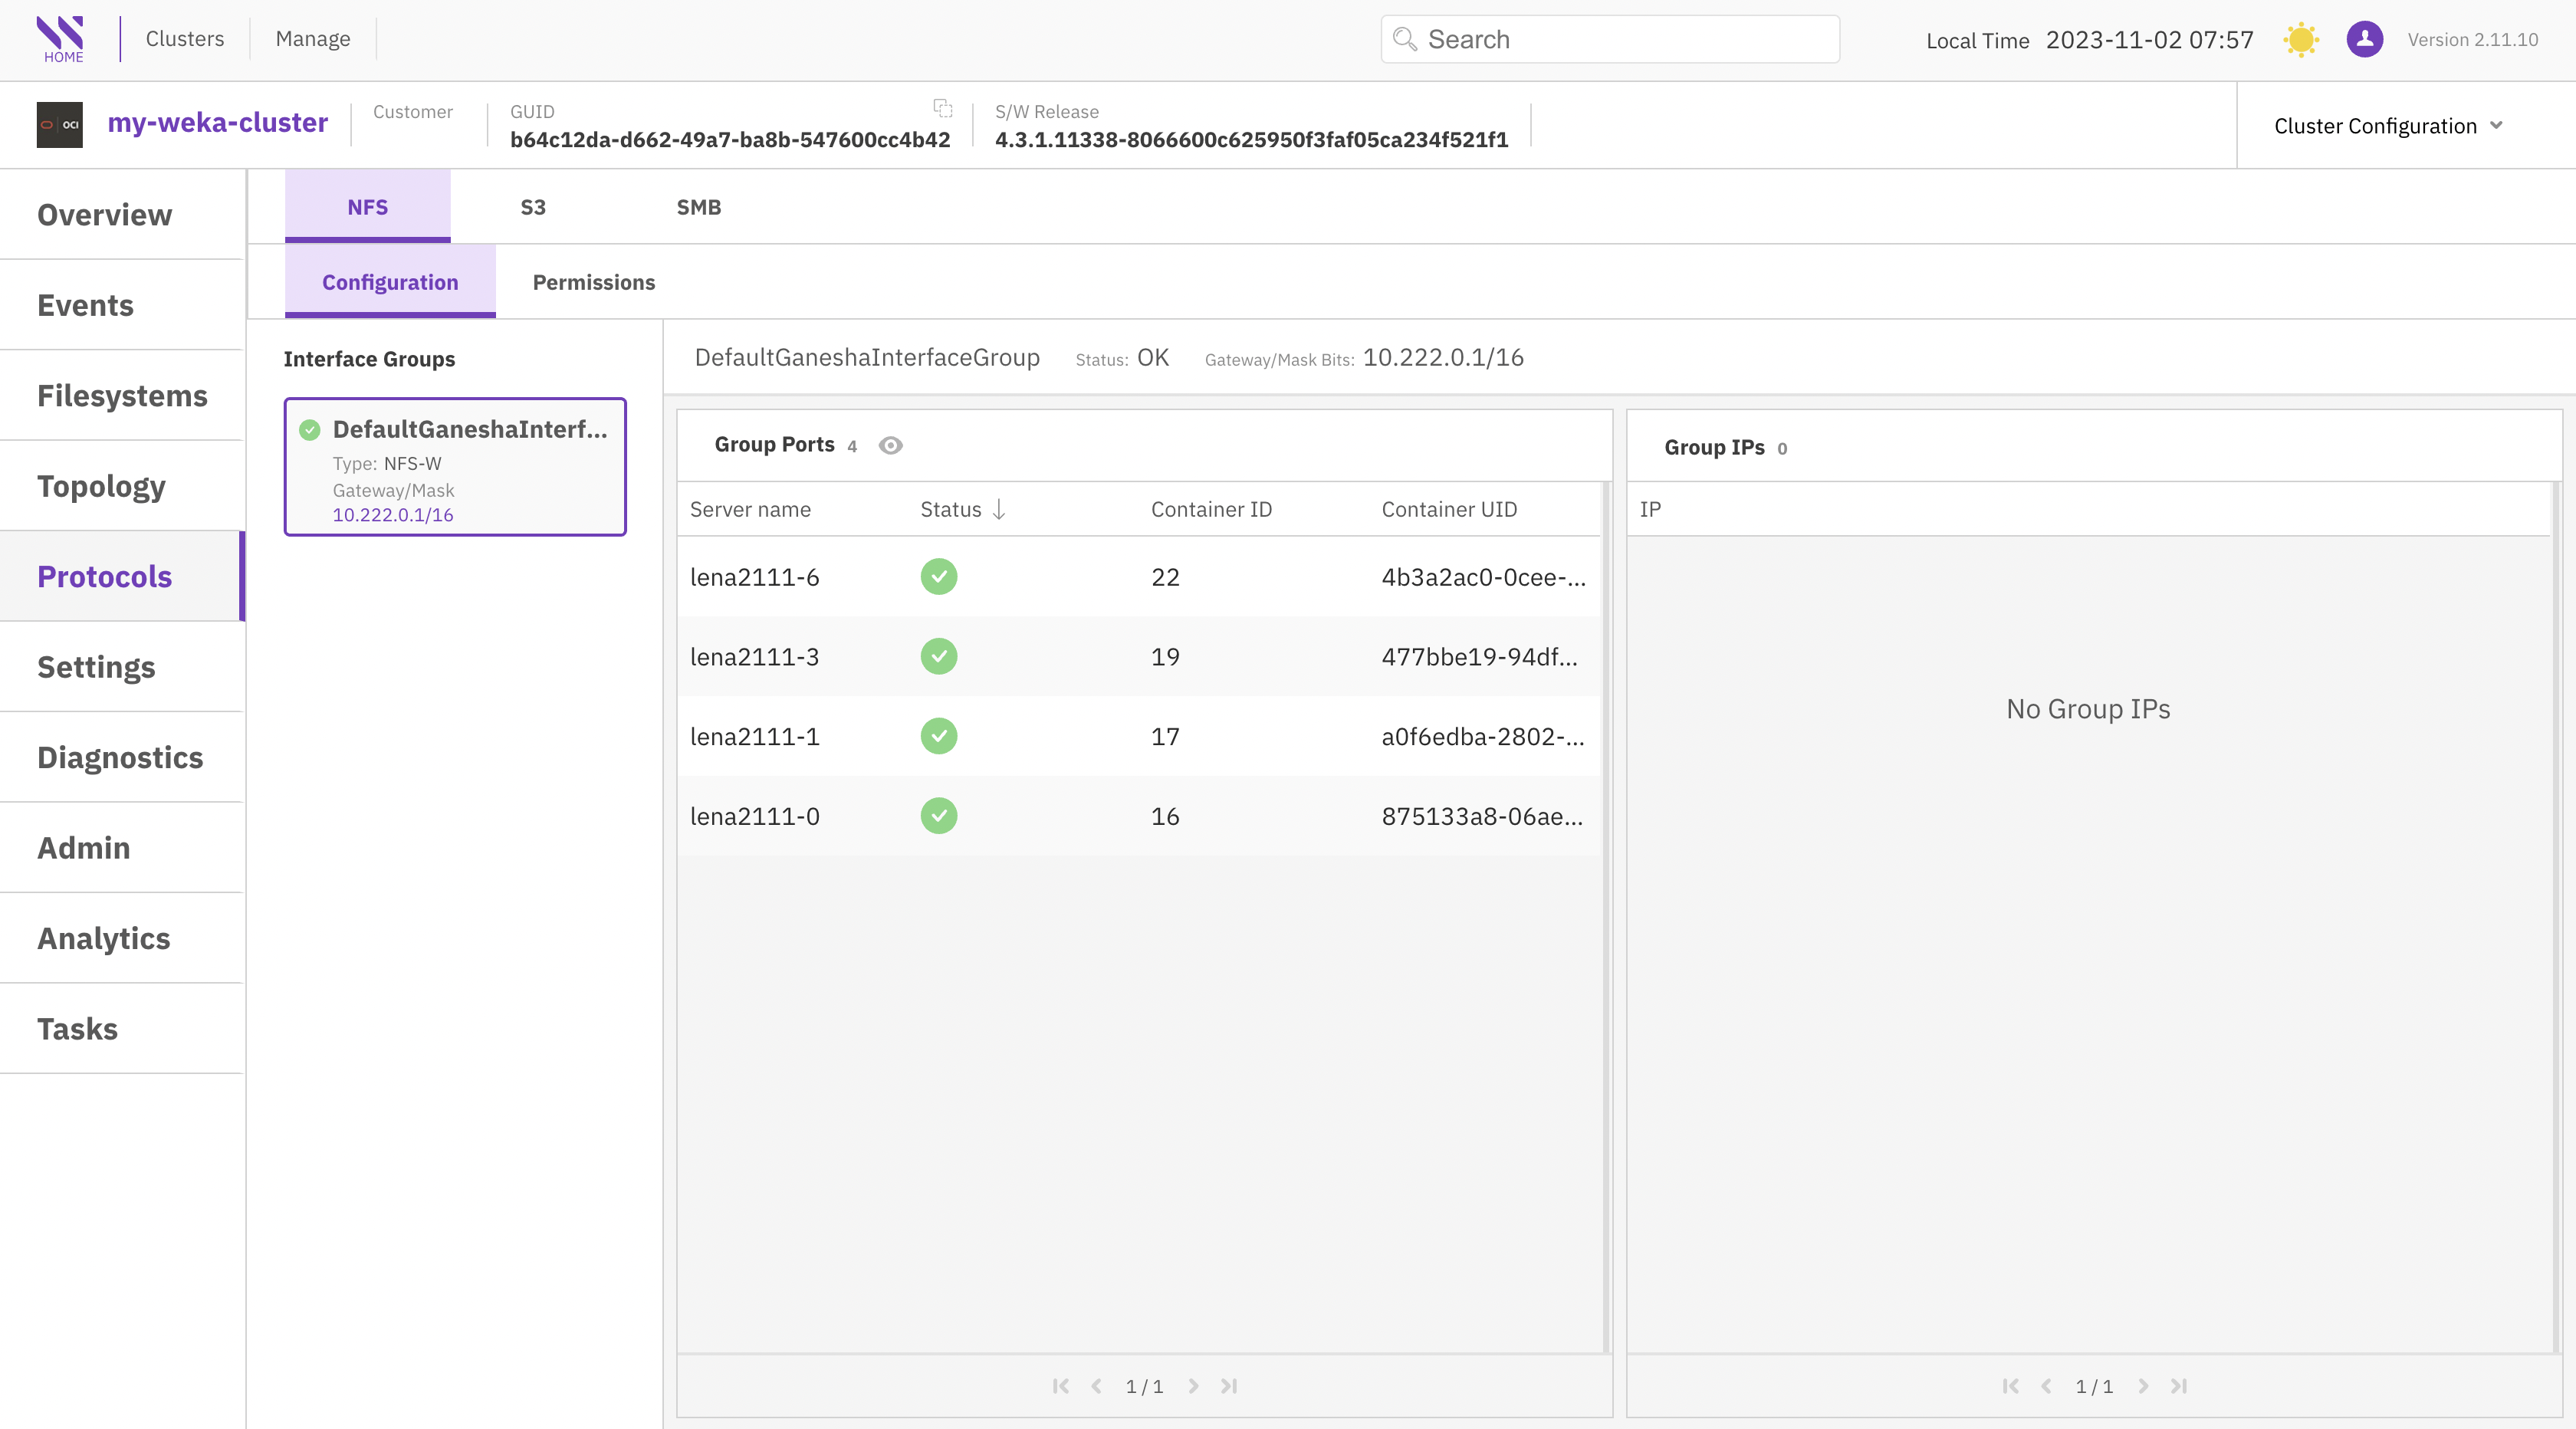 HOME
Clusters
Manage
Search
Local Time 2023-11-02 07:57
Version 2.11.10
OCI
my-weka-cluster
Customer
GUID
b64c12da-d662-49a7-ba8b-547600cc4b42
S/W Release
4.3.1.11338-8066600c625950f3faf05ca234f521f1
Cluster Configuration
Overview
Events
Filesystems
Topology
Protocols
Settings
Diagnostics
Admin
Analytics
Tasks
NFS
S3
SMB
Configuration
Permissions
Interface Groups
DefaultGaneshaInterf...
Type: NFS-W
Gateway/Mask
10.222.0.1/16
DefaultGaneshaInterfaceGroup Status: OK Gateway/Mask Bits: 10.222.0.1/16
Group Ports 4
Server name Status Container ID Container UID
lena2111-6 22 4b3a2ac0-0cee-...
lena2111-3 19 477bbe19-94df...
lena2111-1 17 a0f6edba-2802-...
lena2111-0 16 875133a8-06ae...
1 / 1
Group IPs 0
IP
No Group IPs
1 / 1